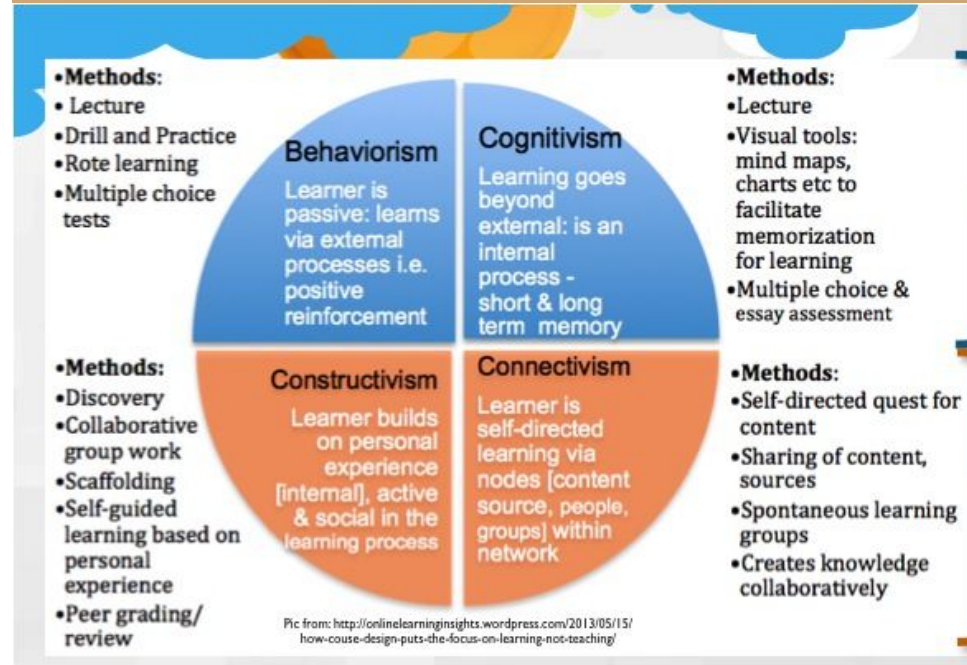 •Methods:
• Lecture
•Drill and Practice
•Rote learning
•Multiple choice
tests
Behaviorism
Learner is
passive: learns
via external
processes i.e.
positive
reinforcement
Cognitivism
Learning goes
beyond
external: is an
internal
process -
short & long
term memory
•Methods:
•Lecture
•Visual tools:
mind maps,
charts etc to
facilitate
memorization
for learning
•Multiple choice &
essay assessment
•Methods:
•Discovery
•Collaborative
group work
•Scaffolding
•Self-guided
learning based on
personal
experience
•Peer grading/
review
Constructivism
Learner builds
on personal
experience
[internal], active
& social in the
learning process
Connectivism
Learner is
self-directed
learning via
nodes [content
source, people,
groups] within
network
•Methods:
•Self-directed quest for
content
•Sharing of content,
sources
•Spontaneous learning
groups
•Creates knowledge
collaboratively
Pic from: http://onlinelearninginsights.wordpress.com/2013/05/15/
how-couse-design-puts-the-focus-on-learning-not-teaching/